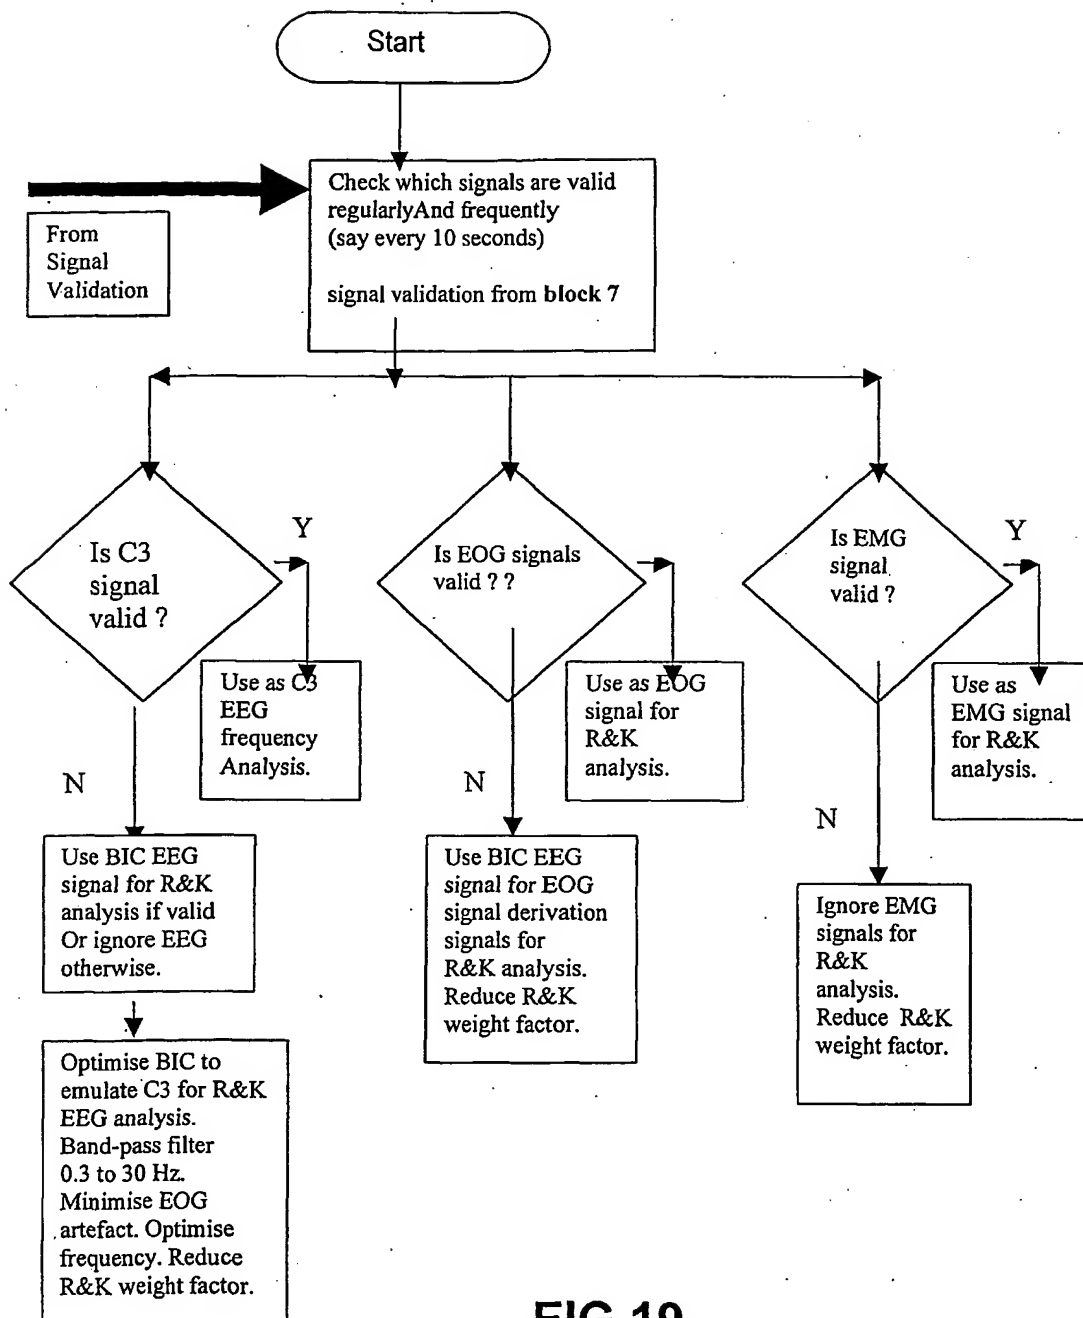 Start
Check which signals are valid
regularlyAnd frequently
(say every 10 seconds)
signal validation from block 7
From
Signal
Validation
Is C3
signal
valid ?
Y
Is EOG signals
valid ? ?
Is EMG
signal
valid ?
Y
Use as C3
EEG
frequency
Analysis.
Use as EOG
signal for
R&K
analysis.
Use as
EMG signal
for R&K
analysis.
N
N
N
Use BIC EEG
signal for R&K
analysis if valid
Or ignore EEG
otherwise.
Use BIC EEG
signal for EOG
signal derivation
signals for
R&K analysis.
Reduce R&K
weight factor.
Ignore EMG
signals for
R&K
analysis.
Reduce R&K
weight factor.
Optimise BIC to
emulate C3 for R&K
EEG analysis.
Band-pass filter
0.3 to 30 Hz.
Minimise EOG
artefact. Optimise
frequency. Reduce
R&K weight factor.
FIG 19